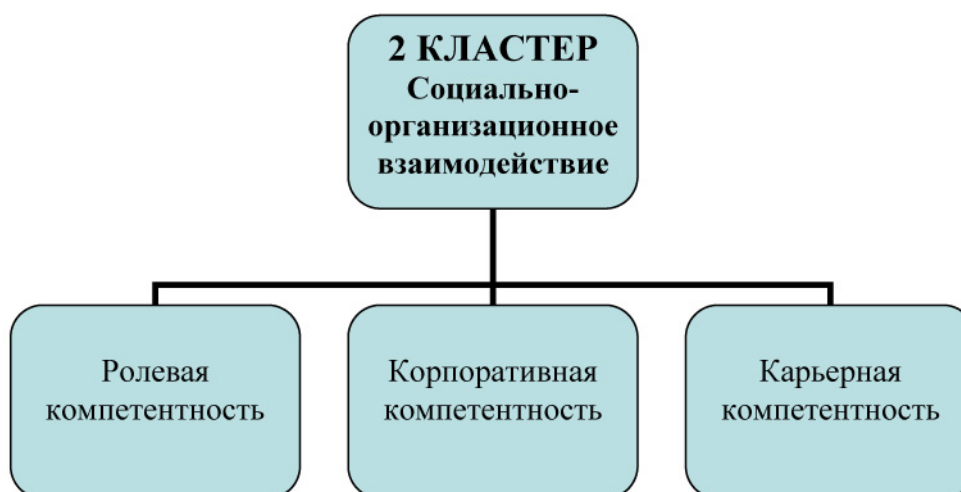 2 КЛАСТЕР
Социально-
организационное
взаимодействие
Ролевая
компетентность
Корпоративная
компетентность
Карьерная
компетентность